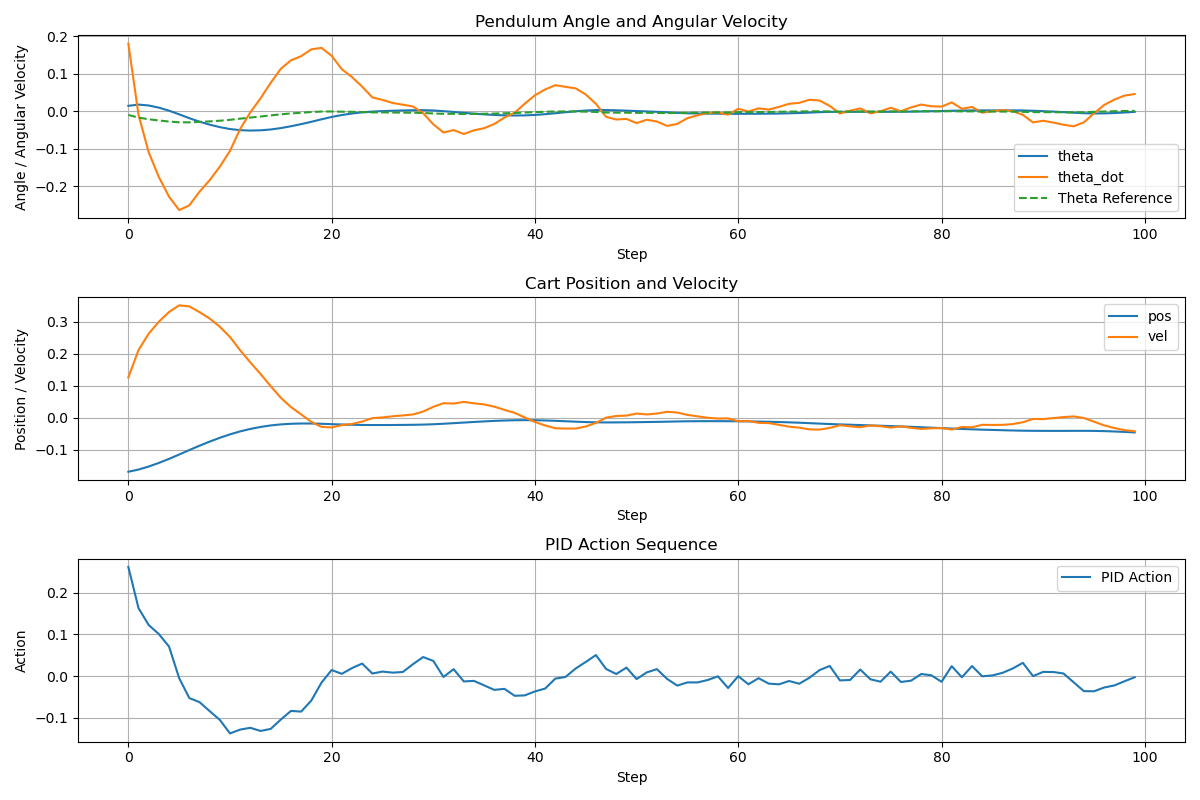 Pendulum Angle and Angular Velocity
Angle / Angular Velocity
0.2
0.1
0.0
−0.1
−0.2
theta
theta_dot
Theta Reference
0 20 40 60 80 100
Step
Cart Position and Velocity
Position / Velocity
0.3
0.2
0.1
0.0
−0.1
pos
vel
0 20 40 60 80 100
Step
PID Action Sequence
Action
0.2
0.1
0.0
−0.1
PID Action
0 20 40 60 80 100
Step